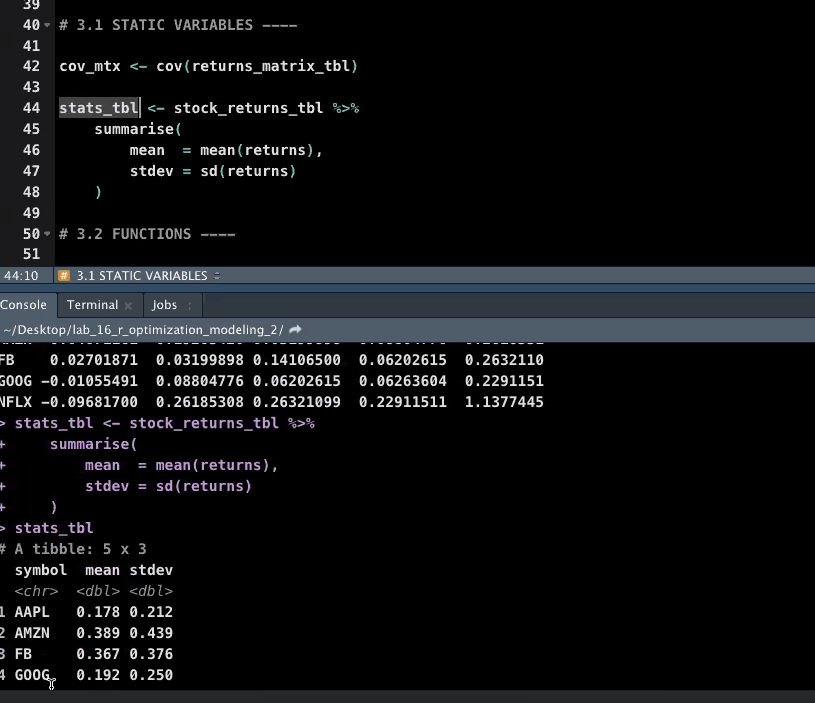 39
40 # 3.1 STATIC VARIABLES ----
41
42 cov_mtx <- cov(returns_matrix_tbl)
43
44 stats_tbl <- stock_returns_tbl %>%
45     summarise(
46         mean  = mean(returns),
47         stdev = sd(returns)
48     )
49
50 # 3.2 FUNCTIONS ----
51
44:10 # 3.1 STATIC VARIABLES
Console Terminal × Jobs
~/Desktop/lab_16_r_optimization_modeling_2/
FB    0.02701871  0.03199898 0.14106500  0.06202615  0.2632110
GOOG -0.01055491  0.08804776 0.06202615  0.06263604  0.2291151
NFLX -0.09681700  0.26185308 0.26321099  0.22911511  1.1377445
> stats_tbl <- stock_returns_tbl %>%
+     summarise(
+         mean  = mean(returns),
+         stdev = sd(returns)
+     )
> stats_tbl
# A tibble: 5 x 3
  symbol  mean stdev
  <chr>  <dbl> <dbl>
1 AAPL   0.178 0.212
2 AMZN   0.389 0.439
3 FB     0.367 0.376
4 GOOG   0.192 0.250